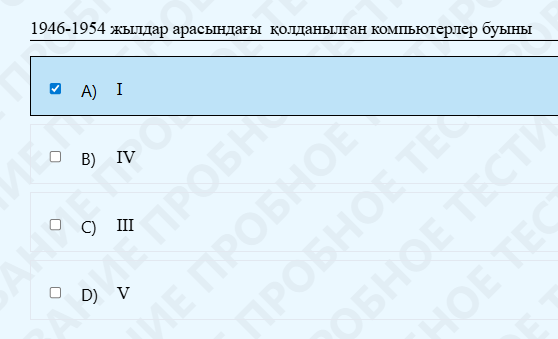 1946-1954 жылдар арасындағы қолданылған компьютерлер буыны
A) I
B) IV
C) III
D) V